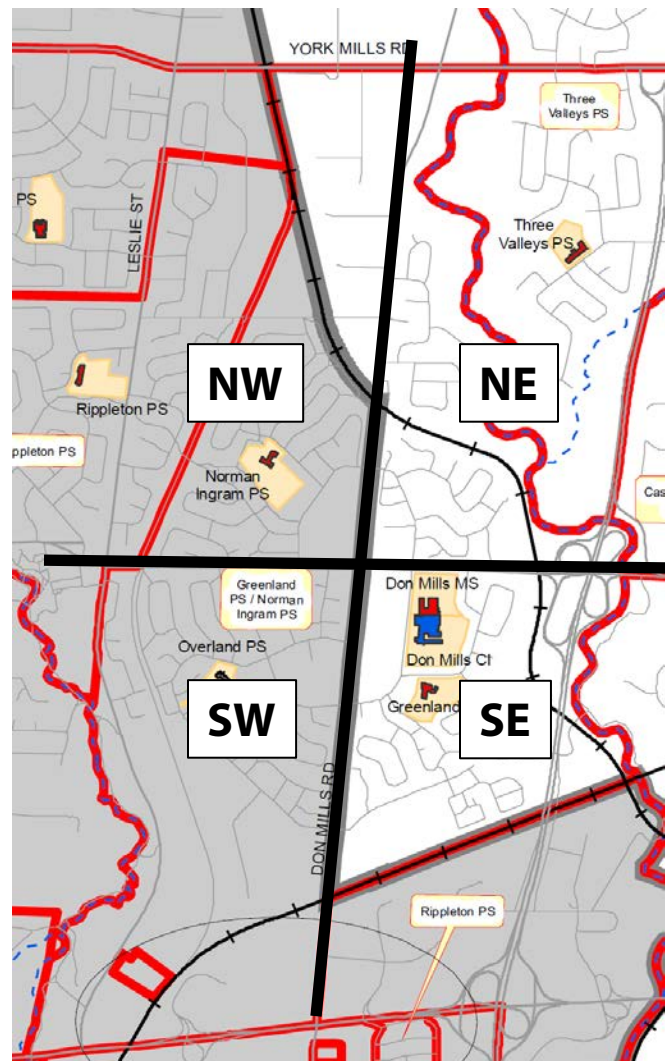 YORK MILLS RD
Three
Valleys PS
PS
LESLIE ST
Three
Valleys PS
NW
NE
Rippleton PS
ppleton PS
Norman
Ingram PS
Cas
Greenland
PS / Norman
Ingram PS
Don Mills MS
Overland PS
Don Mills CI
Greenland
SW
SE
DON MILLS RD
Rippleton PS